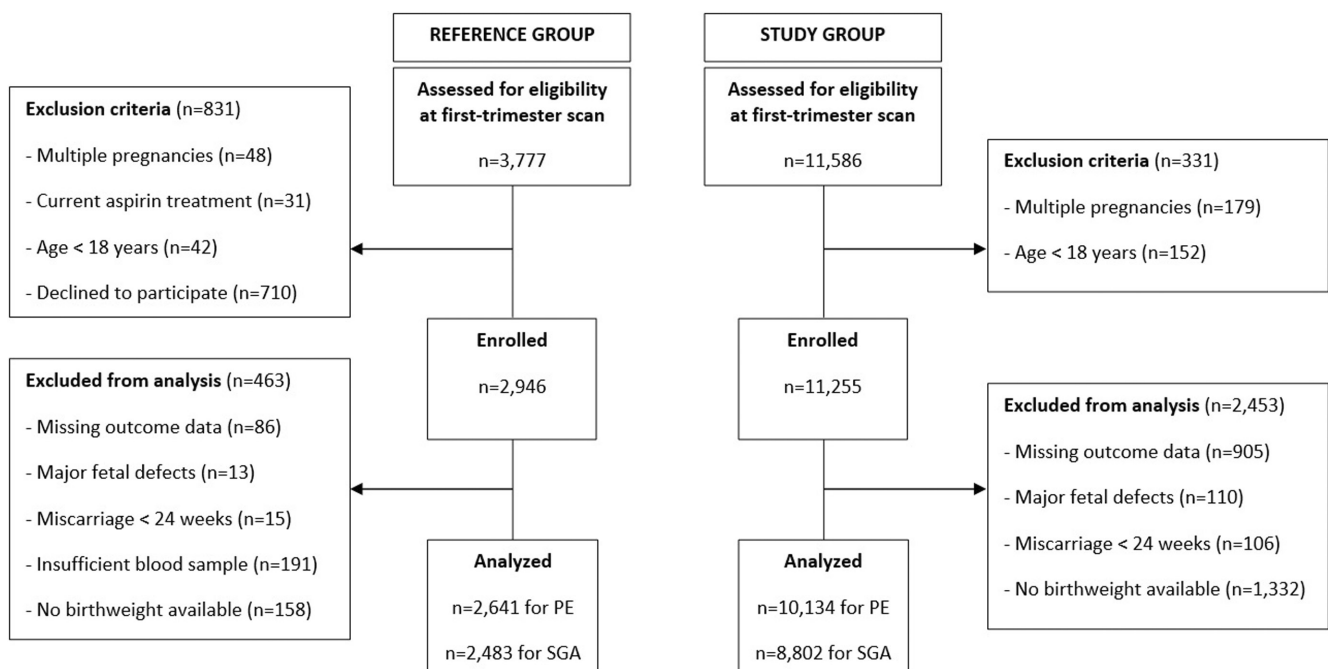 REFERENCE GROUP
Assessed for eligibility
at first-trimester scan
n=3,777
Exclusion criteria (n=831)
- Multiple pregnancies (n=48)
- Current aspirin treatment (n=31)
- Age < 18 years (n=42)
- Declined to participate (n=710)
Enrolled
n=2,946
Excluded from analysis (n=463)
- Missing outcome data (n=86)
- Major fetal defects (n=13)
- Miscarriage < 24 weeks (n=15)
- Insufficient blood sample (n=191)
- No birthweight available (n=158)
Analyzed
n=2,641 for PE
n=2,483 for SGA
STUDY GROUP
Assessed for eligibility
at first-trimester scan
n=11,586
Exclusion criteria (n=331)
- Multiple pregnancies (n=179)
- Age < 18 years (n=152)
Enrolled
n=11,255
Excluded from analysis (n=2,453)
- Missing outcome data (n=905)
- Major fetal defects (n=110)
- Miscarriage < 24 weeks (n=106)
- No birthweight available (n=1,332)
Analyzed
n=10,134 for PE
n=8,802 for SGA